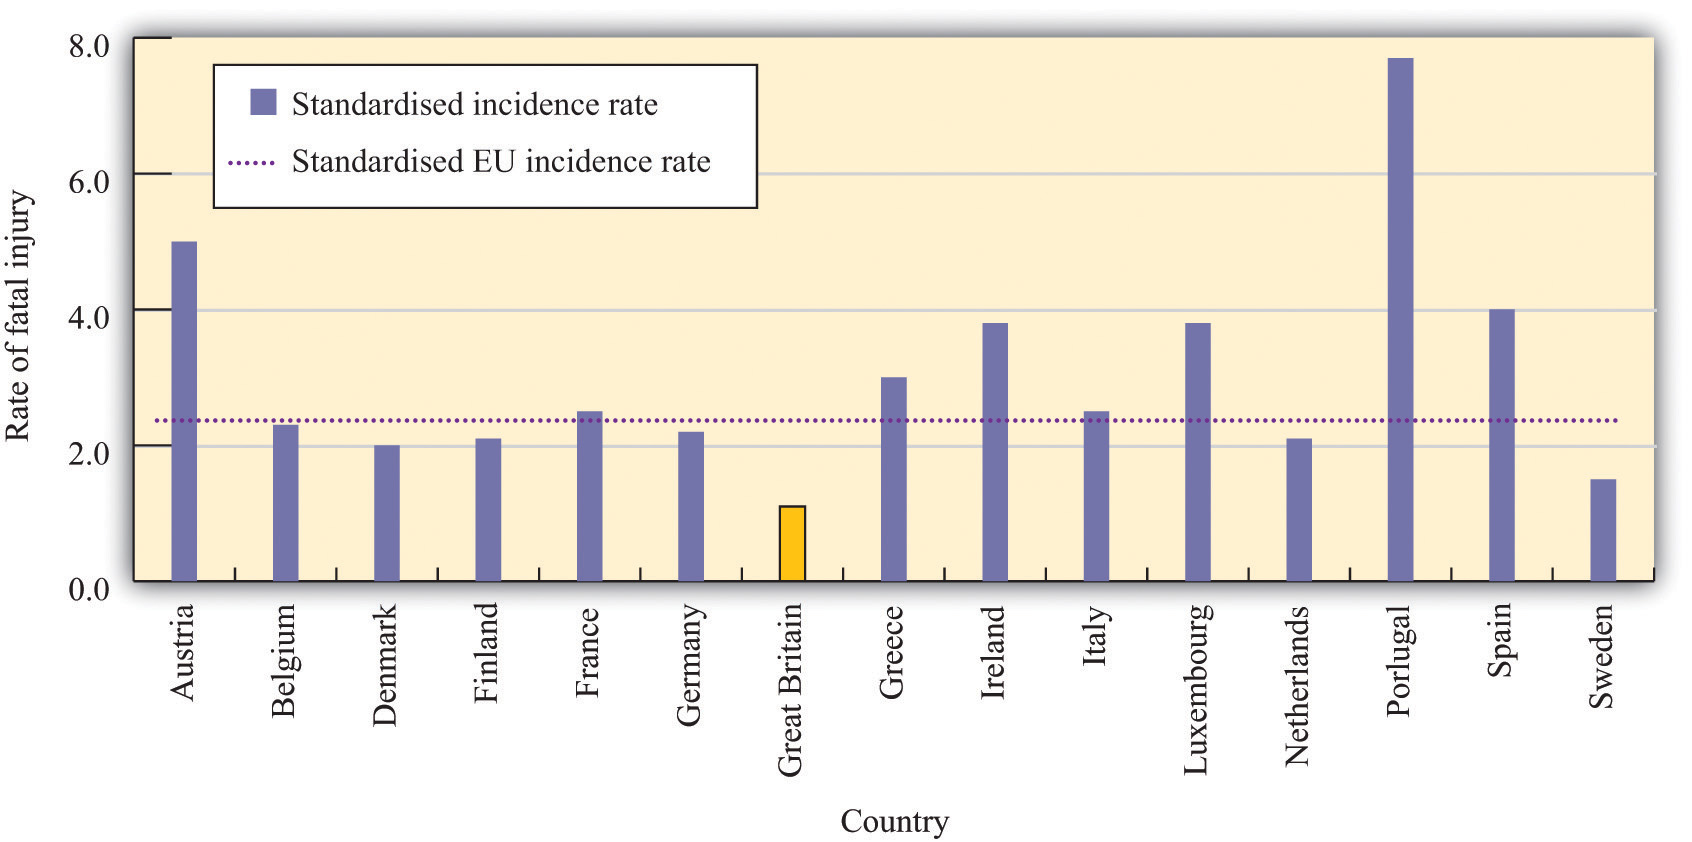 8.0
6.0
4.0
2.0
0.0
Rate of fatal injury
Standardised incidence rate
Standardised EU incidence rate
Austria
Belgium
Denmark
Finland
France
Germany
Great Britain
Greece
Ireland
Italy
Luxembourg
Netherlands
Porlugal
Spain
Sweden
Country